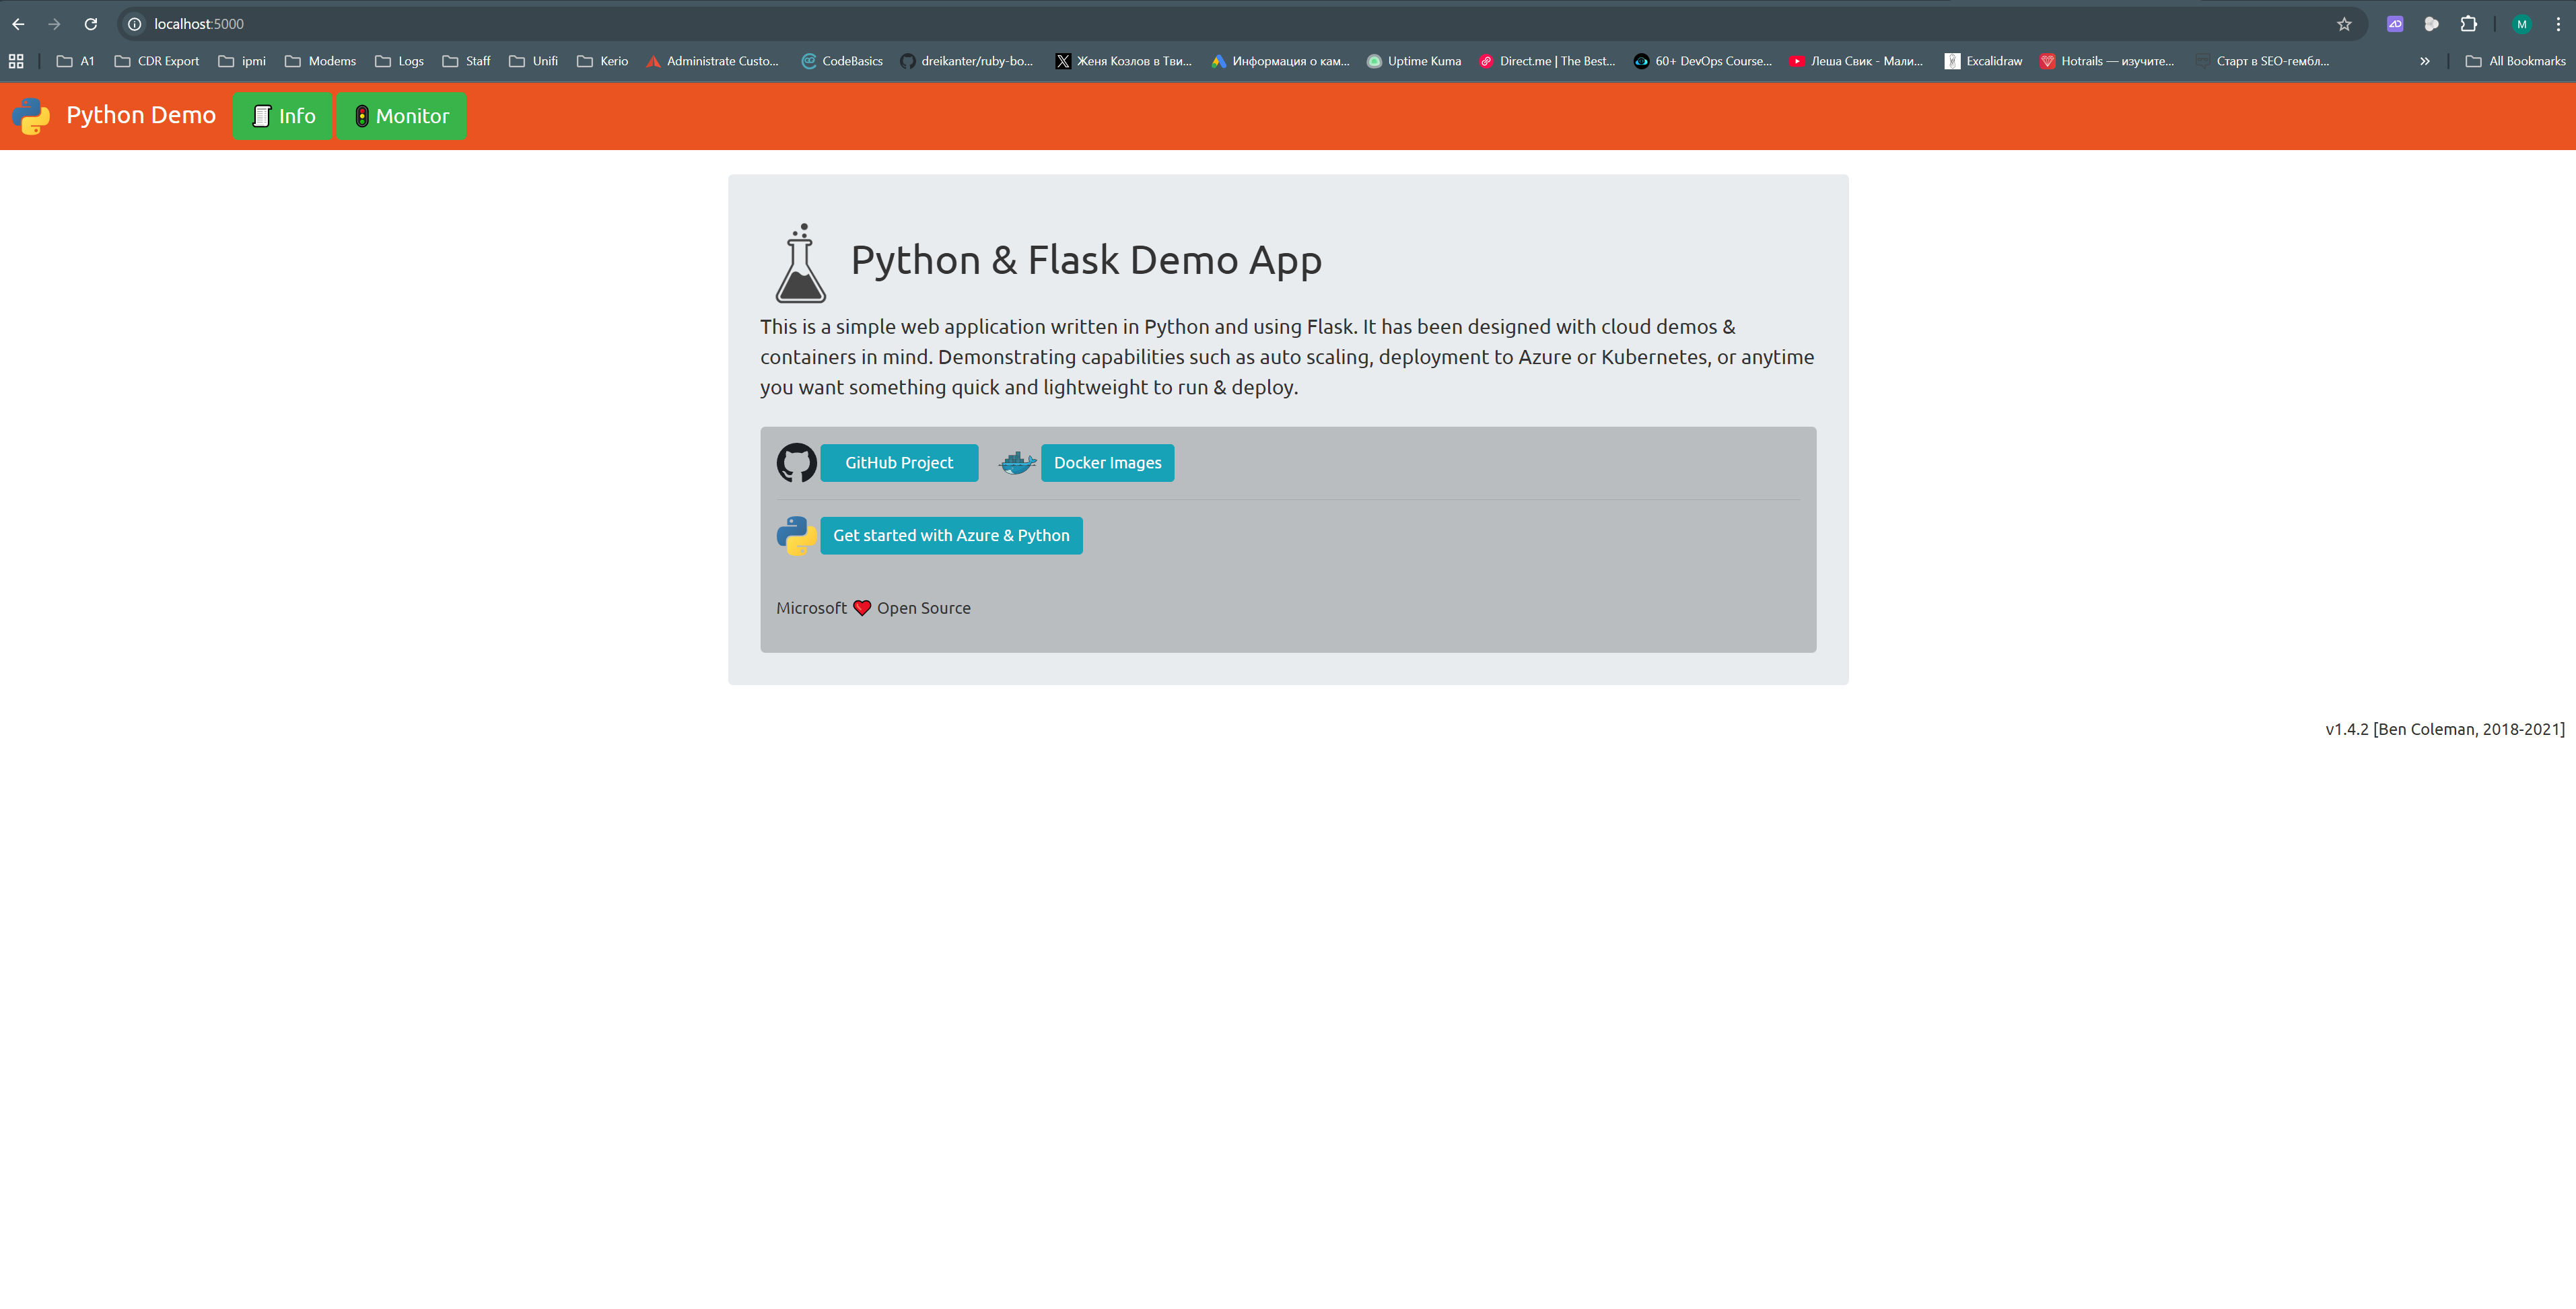 localhost:5000
A1 CDR Export ipmi Modems Logs Staff Unifi Kerio Administrate Custo... CodeBasics dreikanter/ruby-bo... Женя Козлов в Тви... Информация о кам... Uptime Kuma Direct.me | The Best... 60+ DevOps Course... Леша Свик - Мали... Excalidraw Hotrails — изучите... Старт в SEO-гембл... » All Bookmarks
Python Demo Info Monitor
Python & Flask Demo App
This is a simple web application written in Python and using Flask. It has been designed with cloud demos &
containers in mind. Demonstrating capabilities such as auto scaling, deployment to Azure or Kubernetes, or anytime
you want something quick and lightweight to run & deploy.
GitHub Project Docker Images
Get started with Azure & Python
Microsoft ❤ Open Source
v1.4.2 [Ben Coleman, 2018-2021]